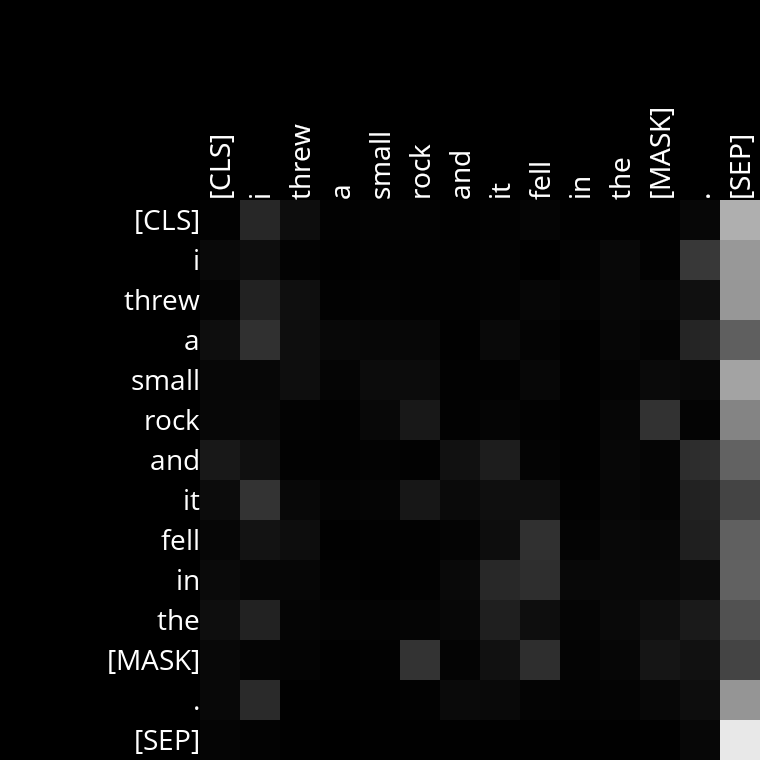 [CLS] i threw a small rock and it fell in the [MASK] . [SEP]
[CLS]
i
threw
a
small
rock
and
it
fell
in
the
[MASK]
.
[SEP]